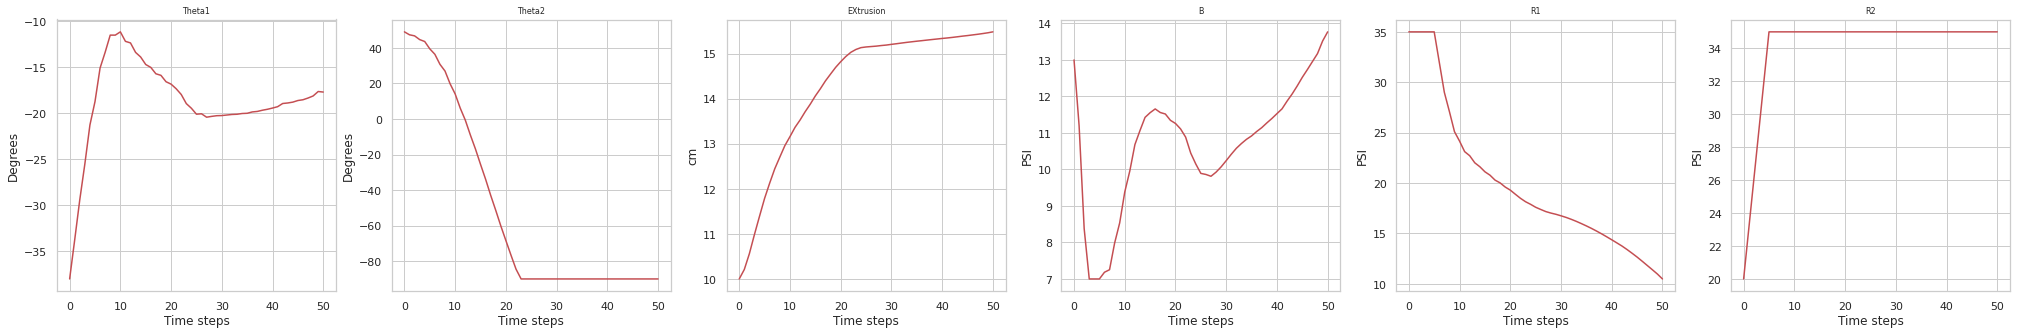 Theta1
Degrees
−10
−15
−20
−25
−30
−35
0 10 20 30 40 50
Time steps
Theta2
Degrees
40
20
0
−20
−40
−60
−80
0 10 20 30 40 50
Time steps
EXtrusion
cm
15
14
13
12
11
10
0 10 20 30 40 50
Time steps
B
PSI
14
13
12
11
10
9
8
7
0 10 20 30 40 50
Time steps
R1
PSI
35
30
25
20
15
10
0 10 20 30 40 50
Time steps
R2
PSI
34
32
30
28
26
24
22
20
0 10 20 30 40 50
Time steps